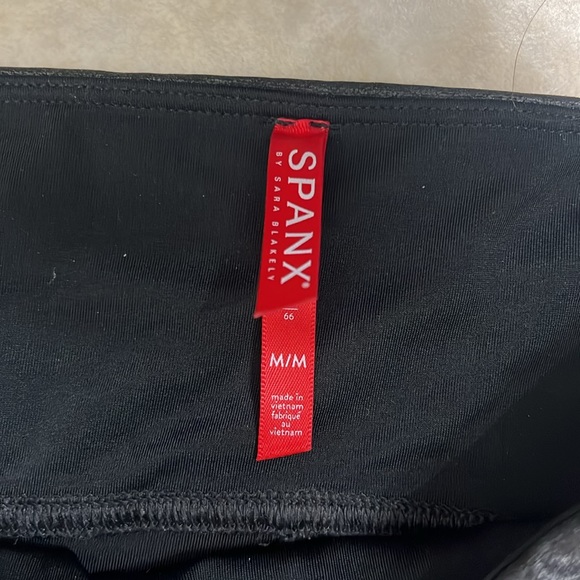 SPANX®
BY SARA BLAKELY
66
M/M
made in
vietnam
fabriqué
au
vietnam